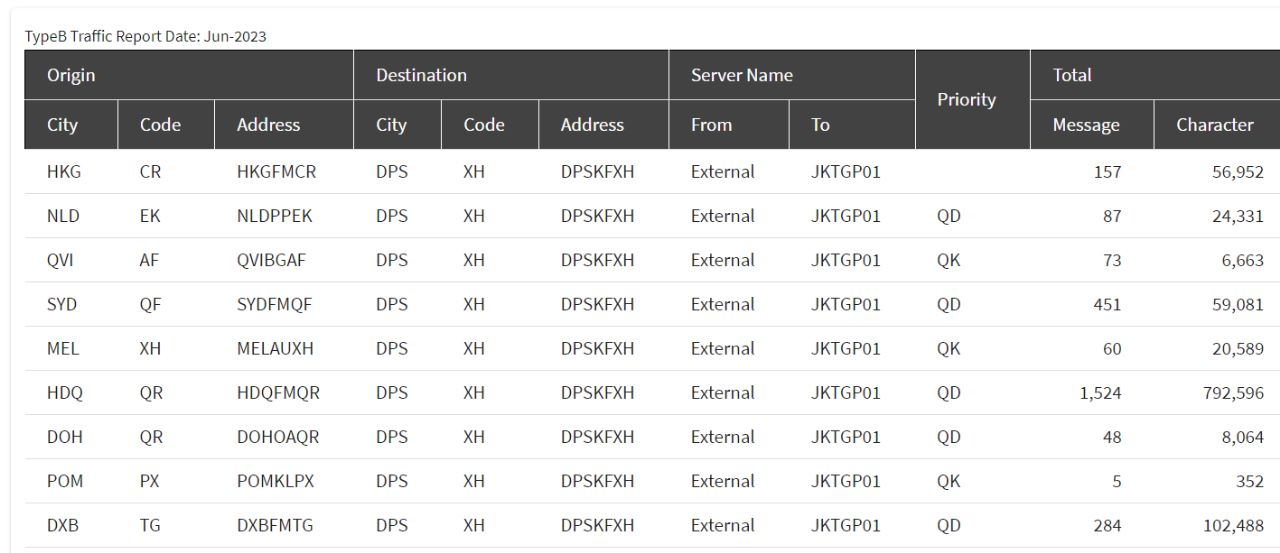 TypeB Traffic Report Date: Jun-2023
Origin Destination Server Name Priority Total
City Code Address City Code Address From To Message Character
HKG CR HKGFMCR DPS XH DPSKFXH External JKTGP01 157 56,952
NLD EK NLDPPEK DPS XH DPSKFXH External JKTGP01 QD 87 24,331
QVI AF QVIBGAF DPS XH DPSKFXH External JKTGP01 QK 73 6,663
SYD QF SYDFMQF DPS XH DPSKFXH External JKTGP01 QD 451 59,081
MEL XH MELAUXH DPS XH DPSKFXH External JKTGP01 QK 60 20,589
HDQ QR HDQFMQR DPS XH DPSKFXH External JKTGP01 QD 1,524 792,596
DOH QR DOHOAQR DPS XH DPSKFXH External JKTGP01 QD 48 8,064
POM PX POMKLPX DPS XH DPSKFXH External JKTGP01 QK 5 352
DXB TG DXBFMTG DPS XH DPSKFXH External JKTGP01 QD 284 102,488